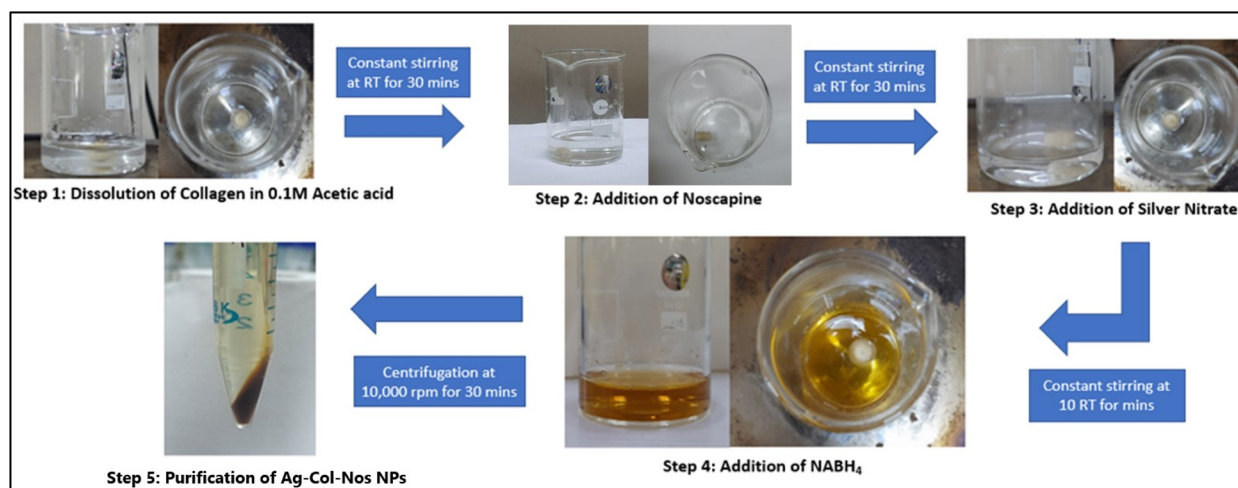 Constant stirring
at RT for 30 mins
Constant stirring
at RT for 30 mins
Step 1: Dissolution of Collagen in 0.1M Acetic acid
Step 2: Addition of Noscapine
Step 3: Addition of Silver Nitrate
Constant stirring at
10 RT for mins
Step 4: Addition of NABH₄
Centrifugation at
10,000 rpm for 30 mins
Step 5: Purification of Ag-Col-Nos NPs